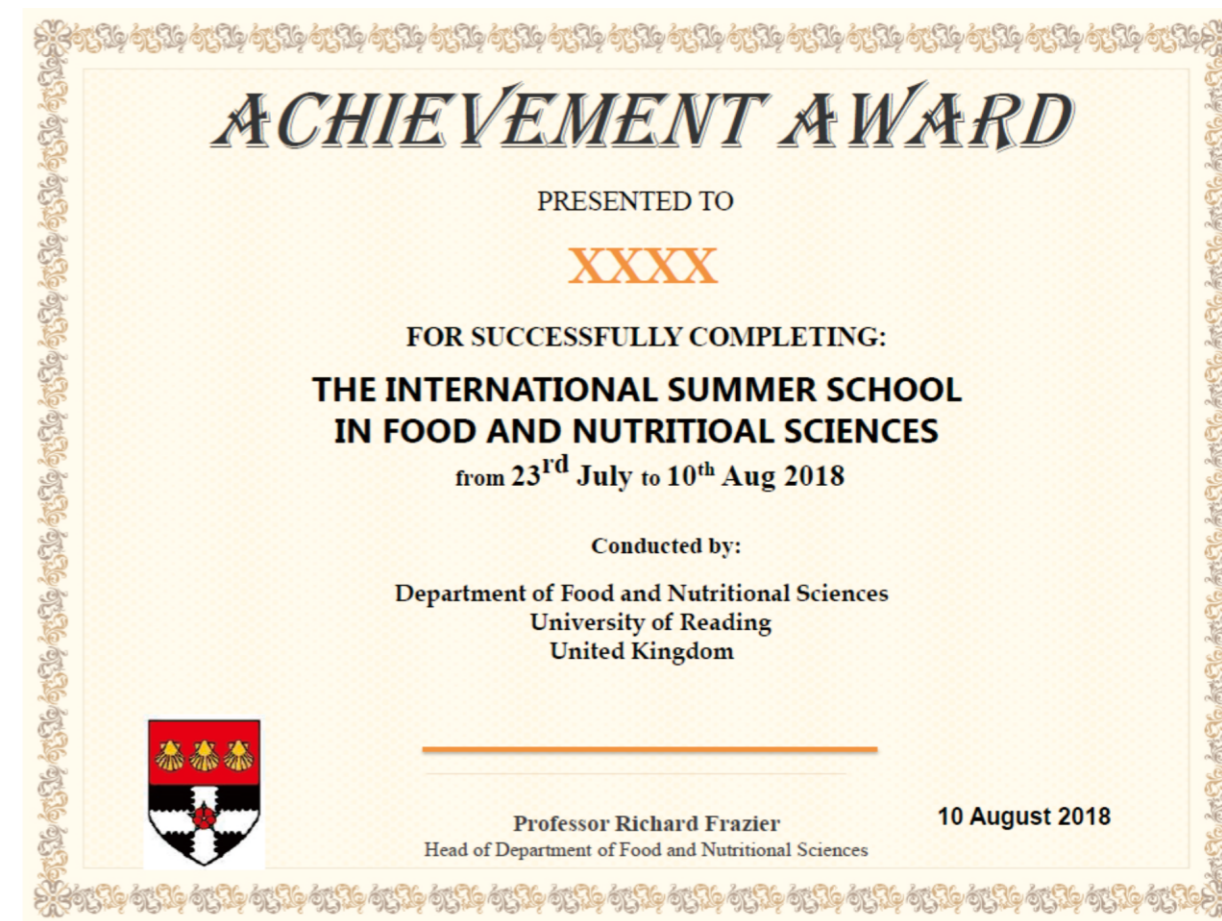 ACHIEVEMENT AWARD
PRESENTED TO
XXXX
FOR SUCCESSFULLY COMPLETING:
THE INTERNATIONAL SUMMER SCHOOL
IN FOOD AND NUTRITIOAL SCIENCES
from 23rd July to 10th Aug 2018
Conducted by:
Department of Food and Nutritional Sciences
University of Reading
United Kingdom
Professor Richard Frazier
Head of Department of Food and Nutritional Sciences
10 August 2018